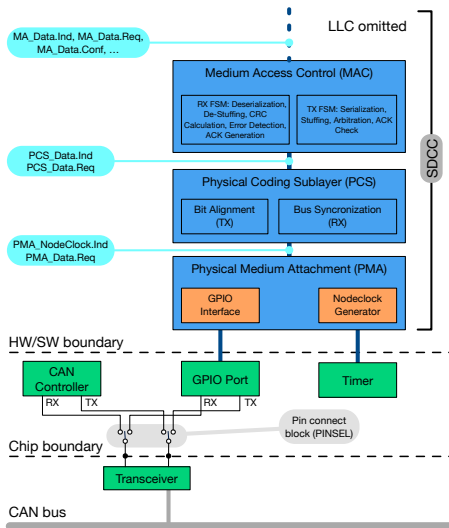 LLC omitted
MA_Data.Ind, MA_Data.Req,
MA_Data.Conf, ...
Medium Access Control (MAC)
RX FSM: Deserialization,
De-Stuffing, CRC
Calculation, Error Detection,
ACK Generation
TX FSM: Serialization,
Stuffing, Arbitration, ACK
Check
SDCC
PCS_Data.Ind
PCS_Data.Req
Physical Coding Sublayer (PCS)
Bit Alignment
(TX)
Bus Syncronization
(RX)
PMA_NodeClock.Ind
PMA_Data.Req
Physical Medium Attachment (PMA)
GPIO
Interface
Nodeclock
Generator
HW/SW boundary
CAN
Controller
GPIO Port
Timer
RX
TX
RX
TX
Pin connect
block (PINSEL)
Chip boundary
Transceiver
CAN bus